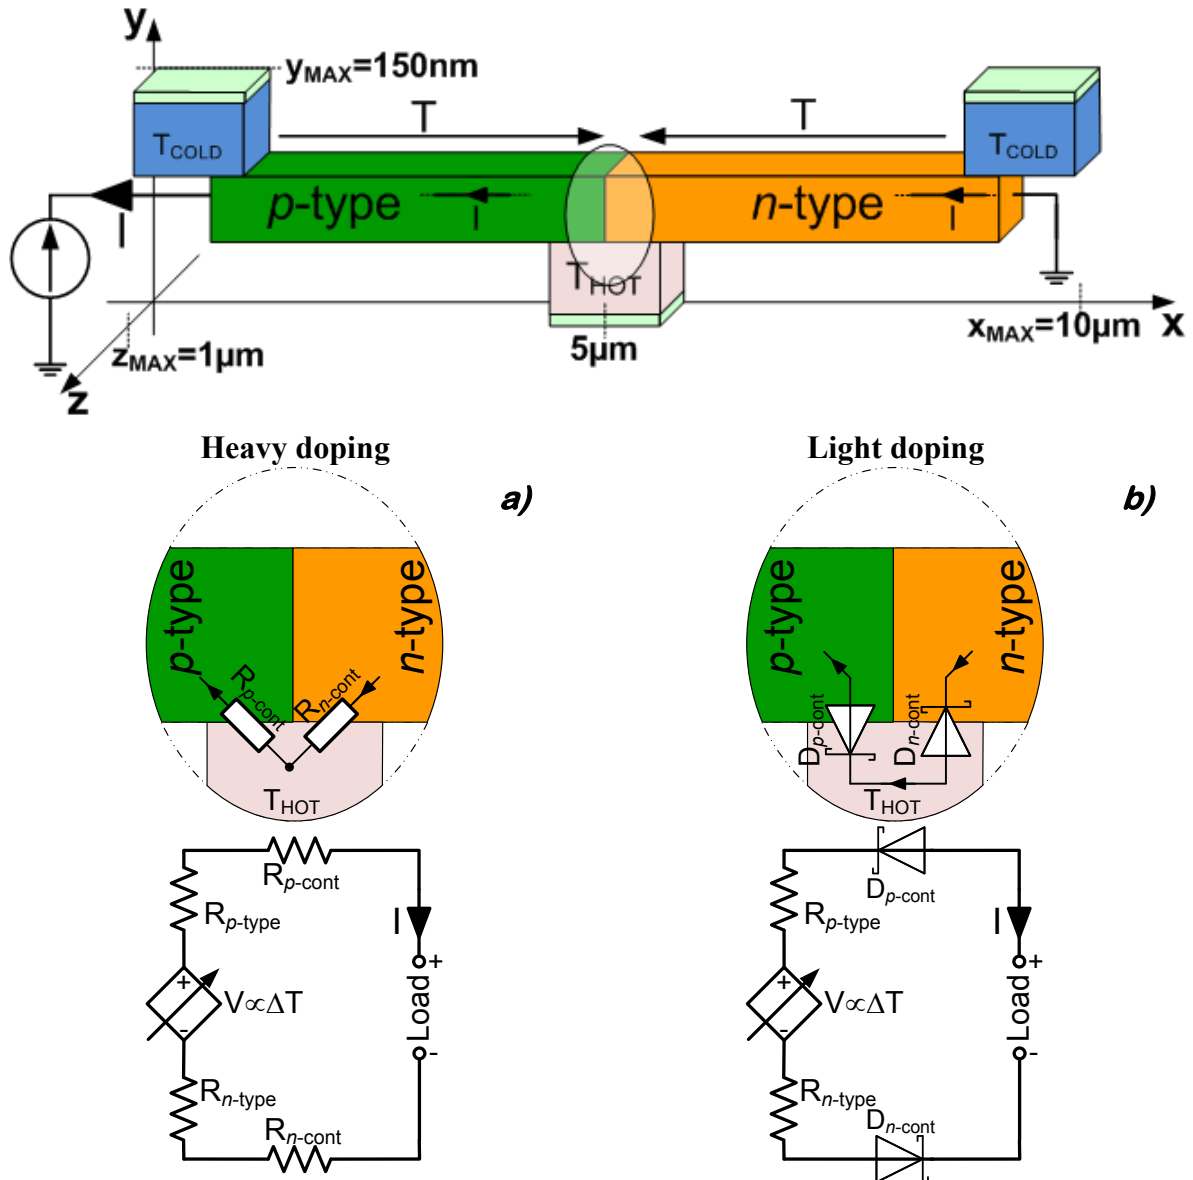 y
yMAX=150nm
T T
TCOLD TCOLD
p-type I n-type I
I
THOT
zMAX=1μm 5μm xMAX=10μm x
z
Heavy doping Light doping
a) b)
p-type n-type p-type n-type
Rp-cont Rn-cont Dp-cont Dn-cont
THOT THOT
Rp-cont Dp-cont
Rp-type I Rp-type I
+ +
+ V∝ΔT Load + V∝ΔT Load
- -
- -
Rn-type Rn-type
Rn-cont Dn-cont